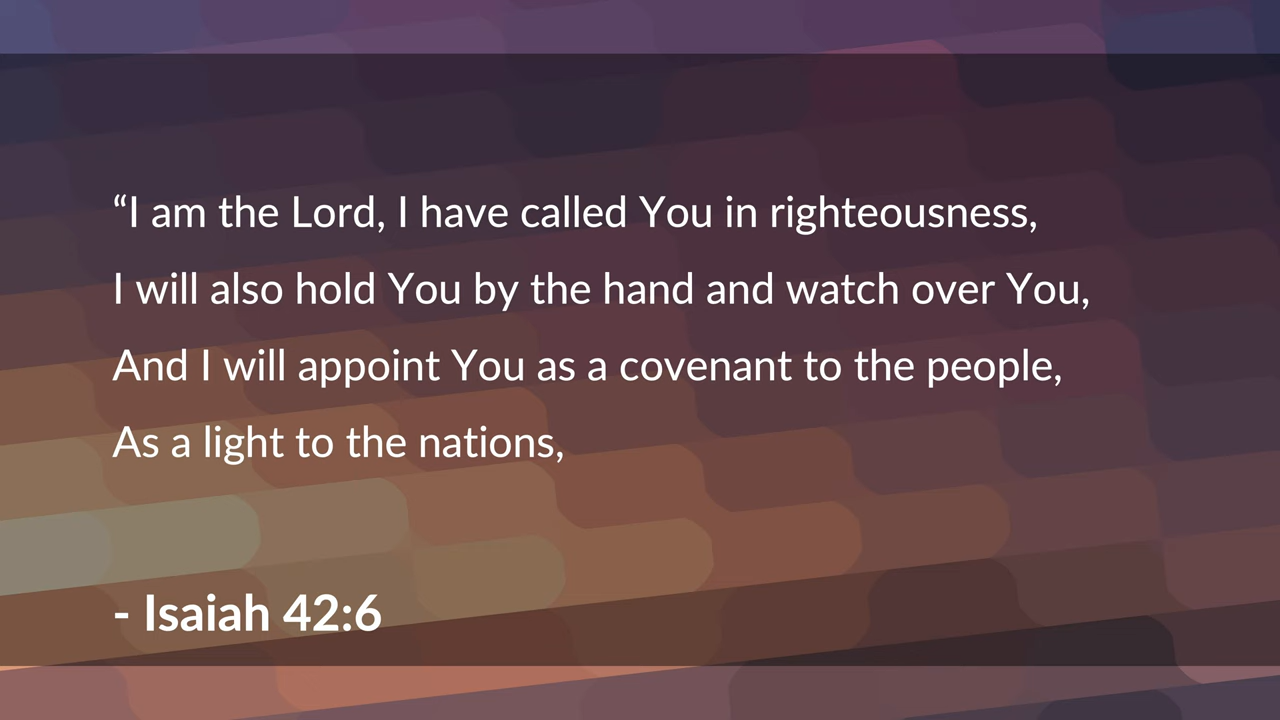 “I am the Lord, I have called You in righteousness,
I will also hold You by the hand and watch over You,
And I will appoint You as a covenant to the people,
As a light to the nations,
- Isaiah 42:6